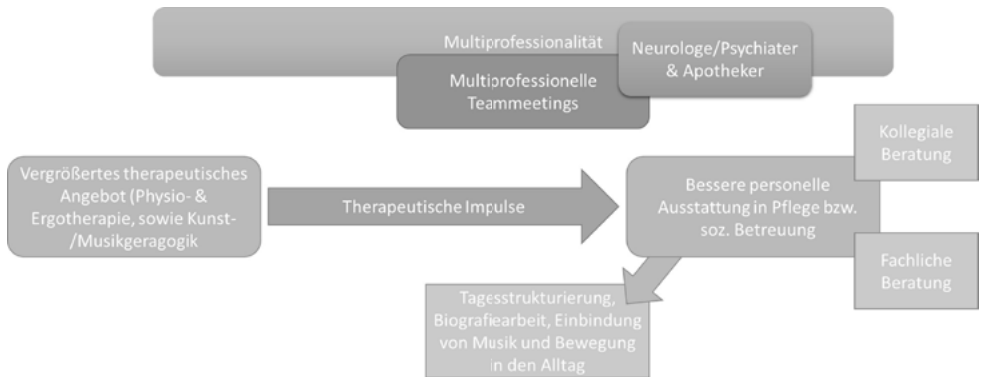 Multiprofessionalität
Neurologe/Psychiater
& Apotheker
Multiprofessionelle
Teammeetings
Kollegiale
Beratung
Vergrößertes therapeutisches
Angebot (Physio- &
Ergotherapie, sowie Kunst-
/Musikgeragogik
Therapeutische Impulse
Bessere personelle
Ausstattung in Pflege bzw.
soz. Betreuung
Fachliche
Beratung
Tagesstrukturierung,
Biografiearbeit, Einbindung
von Musik und Bewegung
in den Alltag